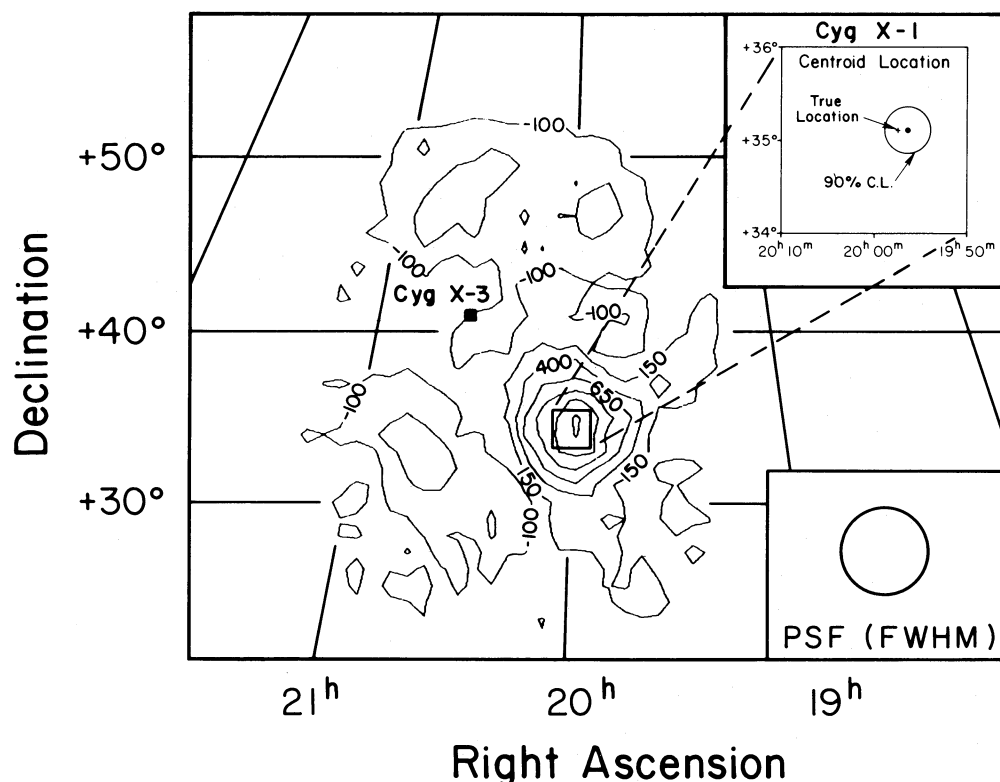 Cyg X-1
+36°
Centroid Location
True
Location
+35°
90% C.L.
+34°
20h 10m
20h 00m
19h 50m
-100
+50°
-100
-100
Cyg X-3
-100
+40°
400
150
650
-100
150
-150
-100
+30°
PSF (FWHM)
21h
20h
19h
Declination
Right Ascension